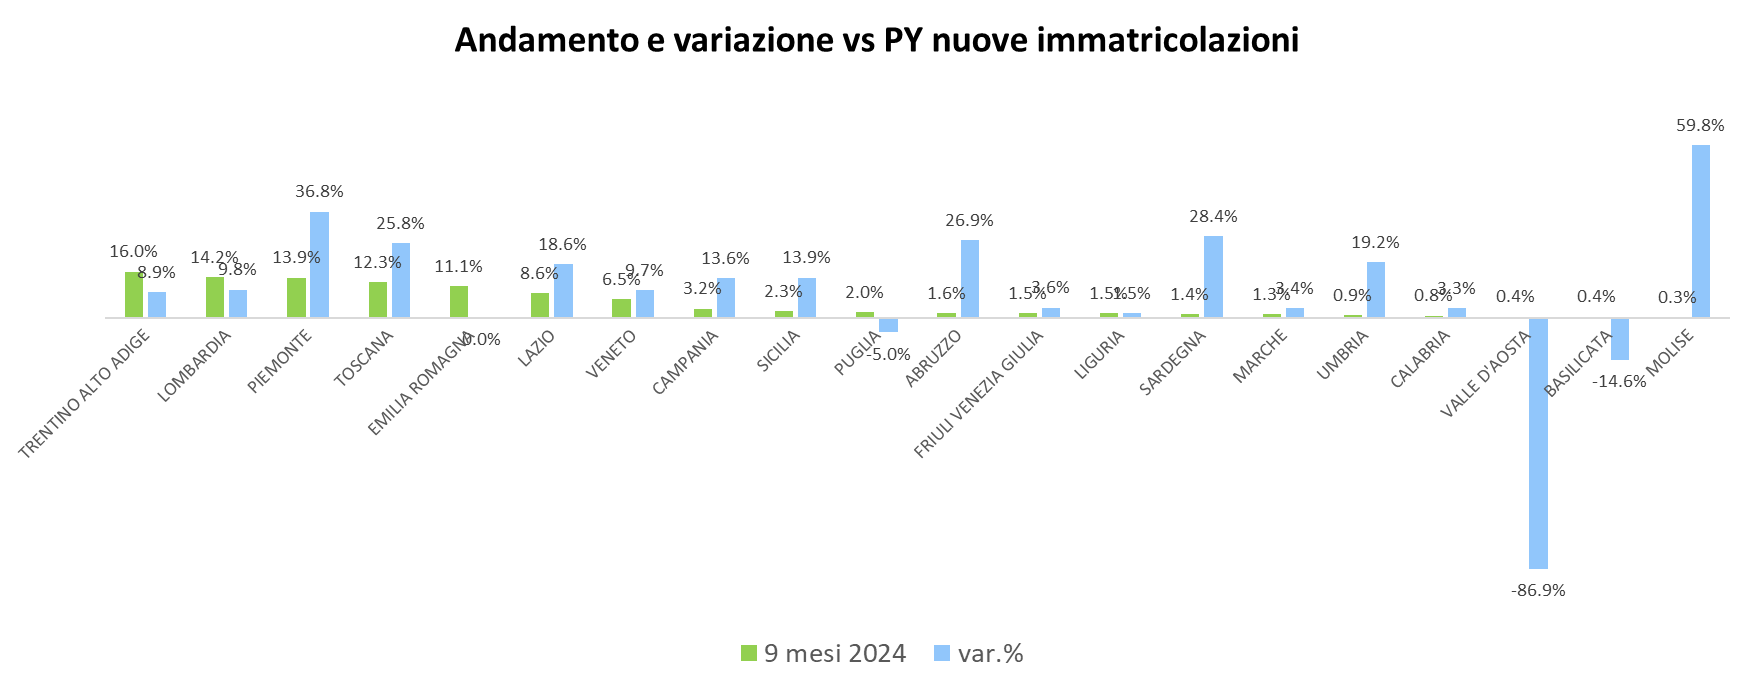 Andamento e variazione vs PY nuove immatricolazioni
16.0%
8.9%
14.2%
9.8%
13.9%
36.8%
12.3%
25.8%
11.1%
0.0%
8.6%
18.6%
6.5%
9.7%
3.2%
13.6%
2.3%
13.9%
2.0%
-5.0%
1.6%
26.9%
1.5%
3.6%
1.5%
1.5%
1.4%
28.4%
1.3%
3.4%
0.9%
19.2%
0.8%
3.3%
0.4%
-86.9%
0.4%
-14.6%
0.3%
59.8%
TRENTINO ALTO ADIGE
LOMBARDIA
PIEMONTE
TOSCANA
EMILIA ROMAGNA
LAZIO
VENETO
CAMPANIA
SICILIA
PUGLIA
ABRUZZO
FRIULI VENEZIA GIULIA
LIGURIA
SARDEGNA
MARCHE
UMBRIA
CALABRIA
VALLE D'AOSTA
BASILICATA
MOLISE
9 mesi 2024
var.%